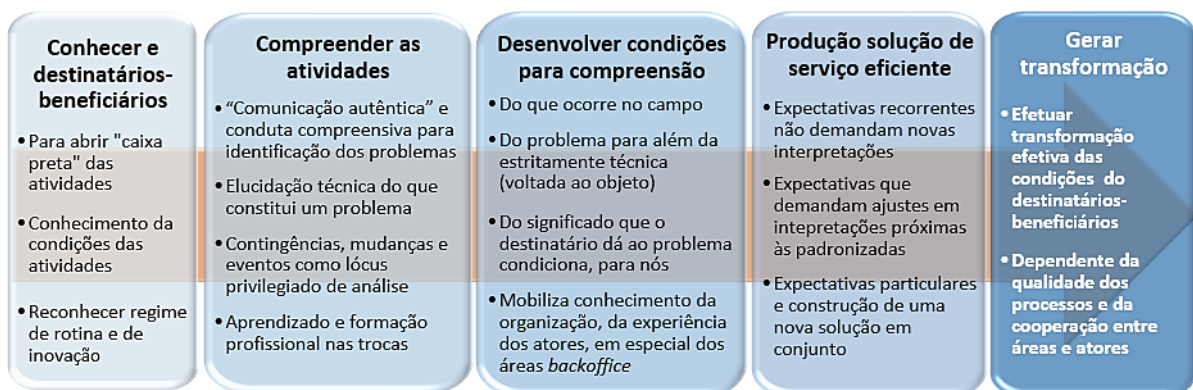 Conhecer e
destinatários-
beneficiários
• Para abrir "caixa
preta" das
atividades
• Conhecimento da
condições das
atividades
• Reconhecer regime
de rotina e de
inovação
Compreender as
atividades
• “Comunicação autêntica” e
conduta compreensiva para
identificação dos problemas
• Elucidação técnica do que
constitui um problema
• Contingências, mudanças e
eventos como lócus
privilegiado de análise
• Aprendizado e formação
profissional nas trocas
Desenvolver condições
para compreensão
• Do que ocorre no campo
• Do problema para além da
estritamente técnica
(voltada ao objeto)
• Do significado que o
destinatário dá ao problema
condiciona, para nós
• Mobiliza conhecimento da
organização, da experiência
dos atores, em especial dos
áreas backoffice
Produção solução de
serviço eficiente
• Expectativas recorrentes
não demandam novas
interpretações
• Expectativas que
demandam ajustes em
intepretações próximas
às padronizadas
• Expectativas particulares
e construção de uma
nova solução em
conjunto
Gerar
transformação
• Efetuar
transformação
efetiva das
condições do
destinatários-
beneficiários
• Dependente da
qualidade dos
processos e da
cooperação entre
áreas e atores